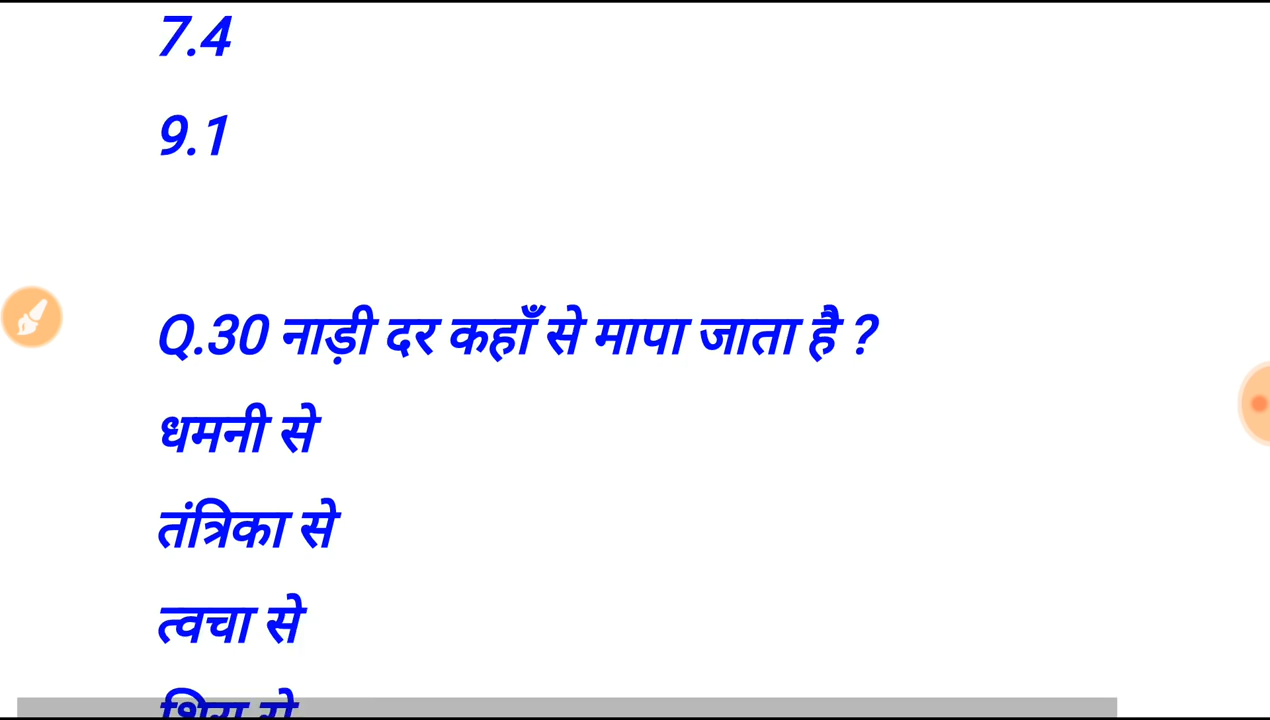 7.4
9.1
Q.30 नाड़ी दर कहाँ से मापा जाता है ?
धमनी से
तंत्रिका से
त्वचा से
शिरा से